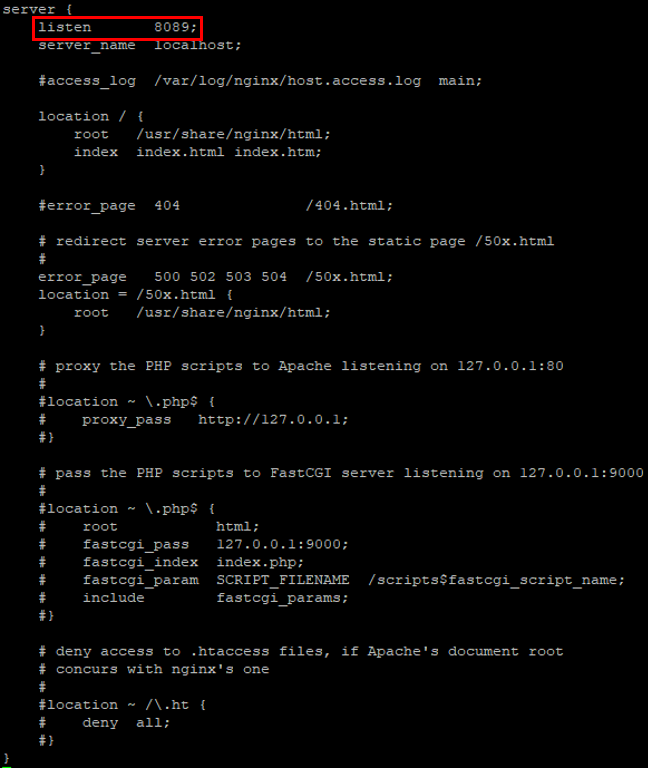 server {
    listen       8089;
    server_name  localhost;

    #access_log  /var/log/nginx/host.access.log  main;

    location / {
        root   /usr/share/nginx/html;
        index  index.html index.htm;
    }

    #error_page  404              /404.html;

    # redirect server error pages to the static page /50x.html
    #
    error_page   500 502 503 504  /50x.html;
    location = /50x.html {
        root   /usr/share/nginx/html;
    }

    # proxy the PHP scripts to Apache listening on 127.0.0.1:80
    #
    #location ~ \.php$ {
    #    proxy_pass   http://127.0.0.1;
    #}

    # pass the PHP scripts to FastCGI server listening on 127.0.0.1:9000
    #
    #location ~ \.php$ {
    #    root           html;
    #    fastcgi_pass   127.0.0.1:9000;
    #    fastcgi_index  index.php;
    #    fastcgi_param  SCRIPT_FILENAME  /scripts$fastcgi_script_name;
    #    include        fastcgi_params;
    #}

    # deny access to .htaccess files, if Apache's document root
    # concurs with nginx's one
    #
    #location ~ /\.ht {
    #    deny  all;
    #}
}